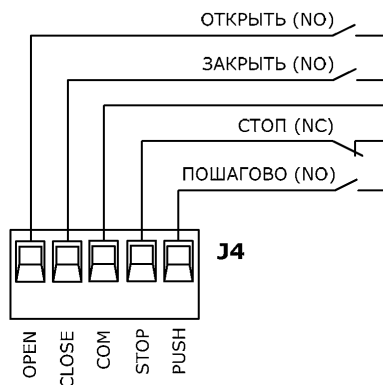 ОТКРЫТЬ (NO)
ЗАКРЫТЬ (NO)
СТОП (NC)
ПОШАГОВО (NO)
J4
OPEN
CLOSE
COM
STOP
PUSH